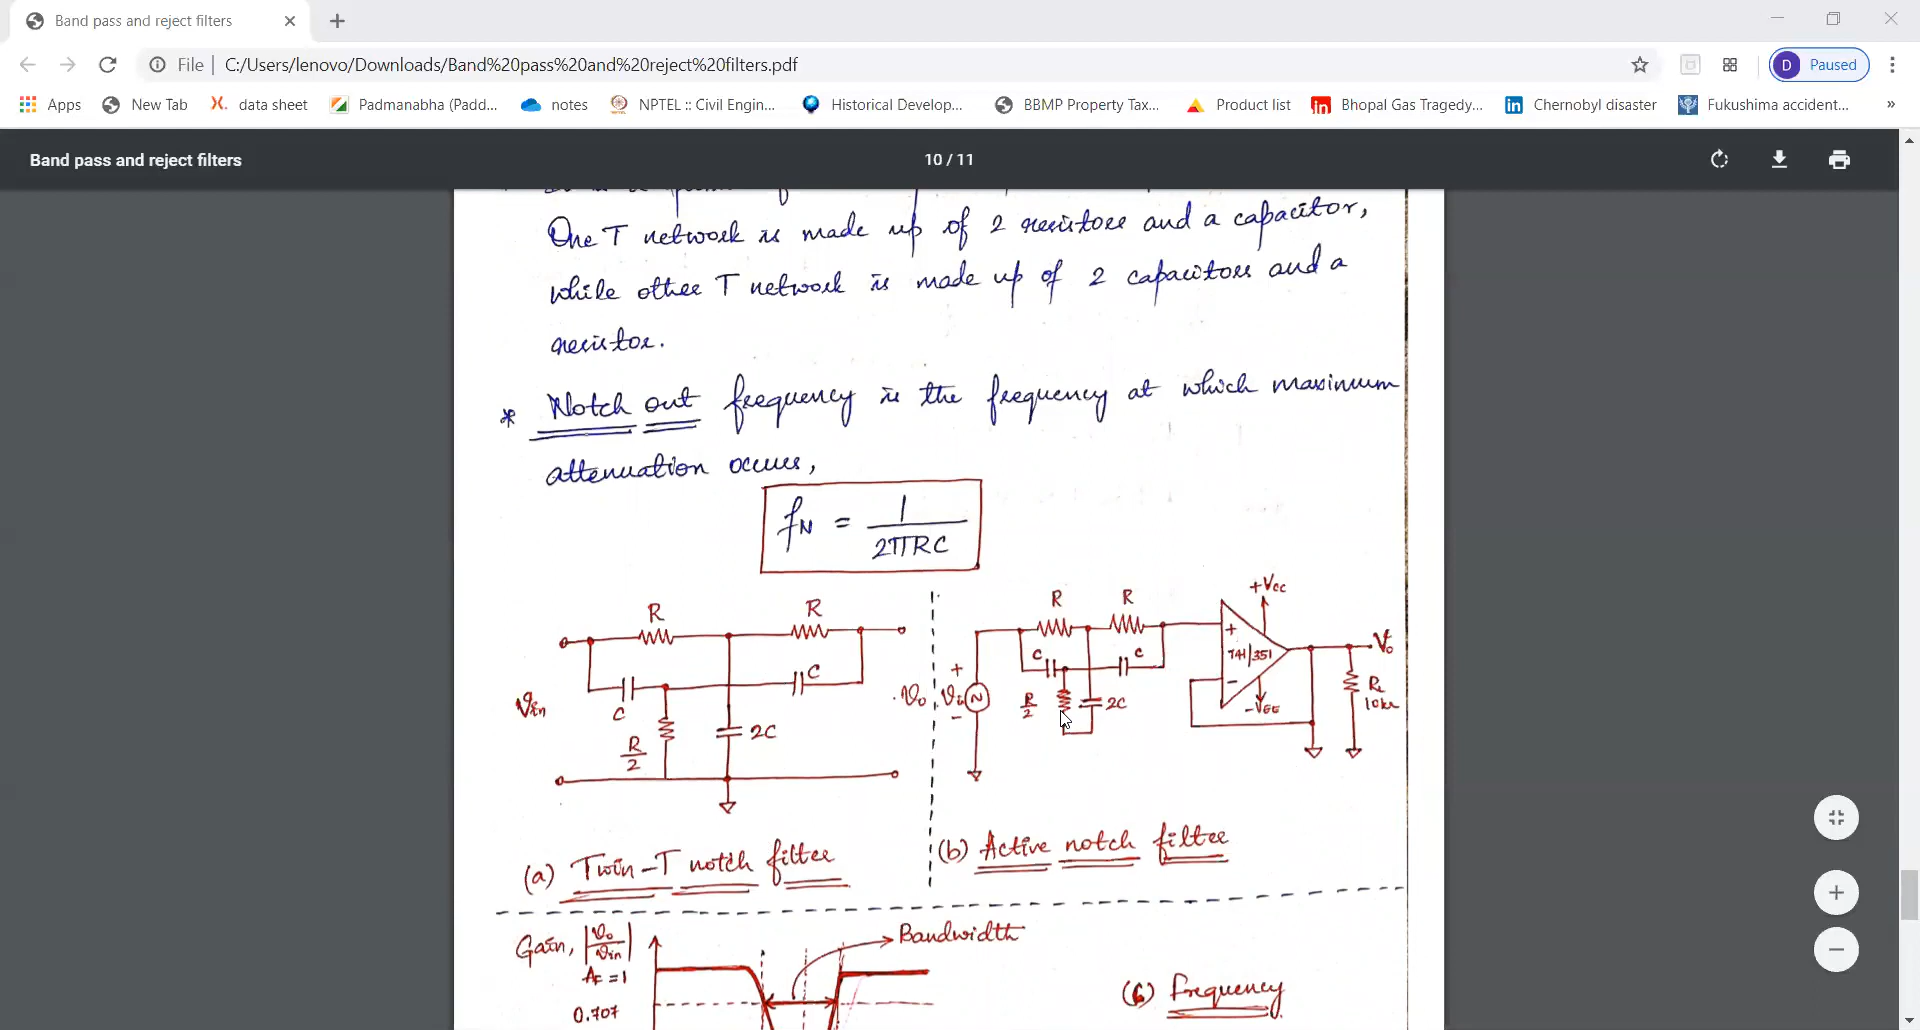 Band pass and reject filters
File | C:/Users/lenovo/Downloads/Band%20pass%20and%20reject%20filters.pdf
D Paused
Apps New Tab X. data sheet Padmanabha (Padd... notes NPTEL :: Civil Engin... Historical Develop... BBMP Property Tax... Product list Bhopal Gas Tragedy... Chernobyl disaster Fukushima accident... »
Band pass and reject filters 10 / 11
One T network is made up of 2 resistors and a capacitor,
while other T network is made up of 2 capacitors and a
resistor.
* Notch out frequency is the frequency at which maximum
attenuation occurs,
fN = 1 / 2πRC
R R
C C
Vin Vo
R/2 2C
(a) Twin-T notch filter
R R +Vcc
C C + 741/351 Vo
+ Vin -
R/2 2C - -VEE RL 10kΩ
(b) Active notch filter
Gain, |Vo/Vin| Bandwidth
AF = 1
0.707
(c) Frequency